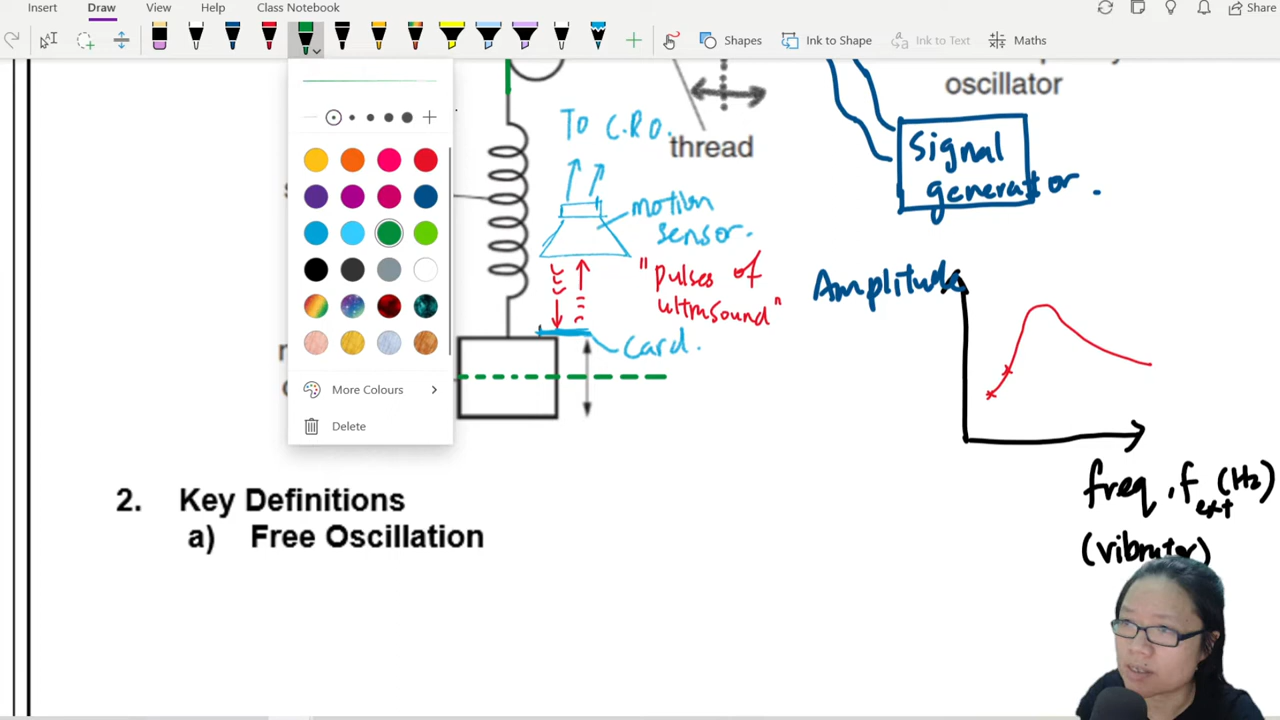 Insert Draw View Help Class Notebook Share
Shapes Ink to Shape Ink to Text Maths
oscillator
To C.R.O.
thread
Signal
generator.
motion
sensor.
"pulses of
ultrasound"
Amplitude
card.
More Colours
Delete
freq, f ext (Hz)
(vibrator)
2. Key Definitions
a) Free Oscillation